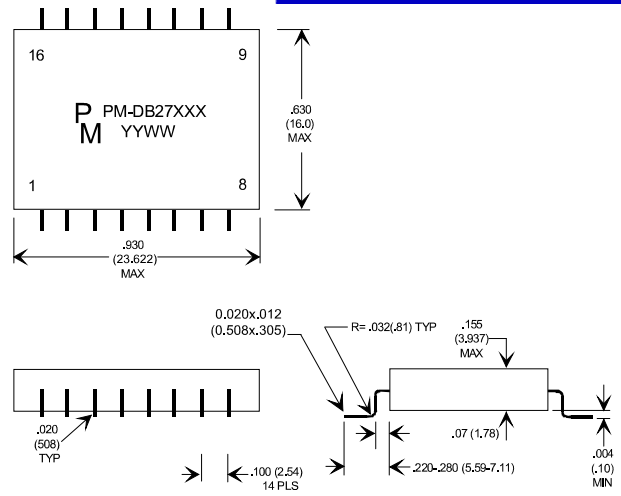 16
9
P
M
PM-DB27XXX
YYWW
1
8
.630
(16.0)
MAX
.930
(23.622)
MAX
0.020x.012
(0.508x.305)
R= .032(.81) TYP
.155
(3.937)
MAX
.020
(508)
TYP
.100 (2.54)
14 PLS
.07 (1.78)
.220-.280 (5.59-7.11)
.004
(.10)
MIN